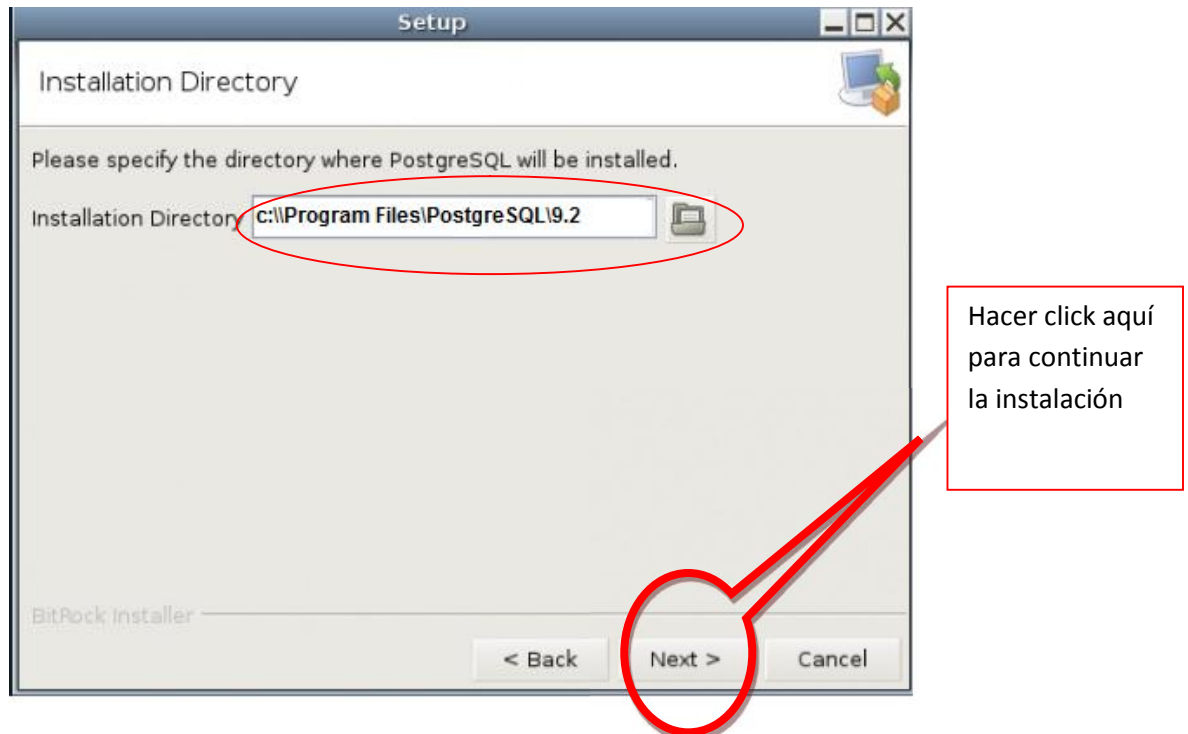 Setup
Installation Directory
Please specify the directory where PostgreSQL will be installed.
Installation Directory c:\\Program Files\PostgreSQL\9.2
Hacer click aquí
para continuar
la instalación
BitRock Installer
< Back Next > Cancel